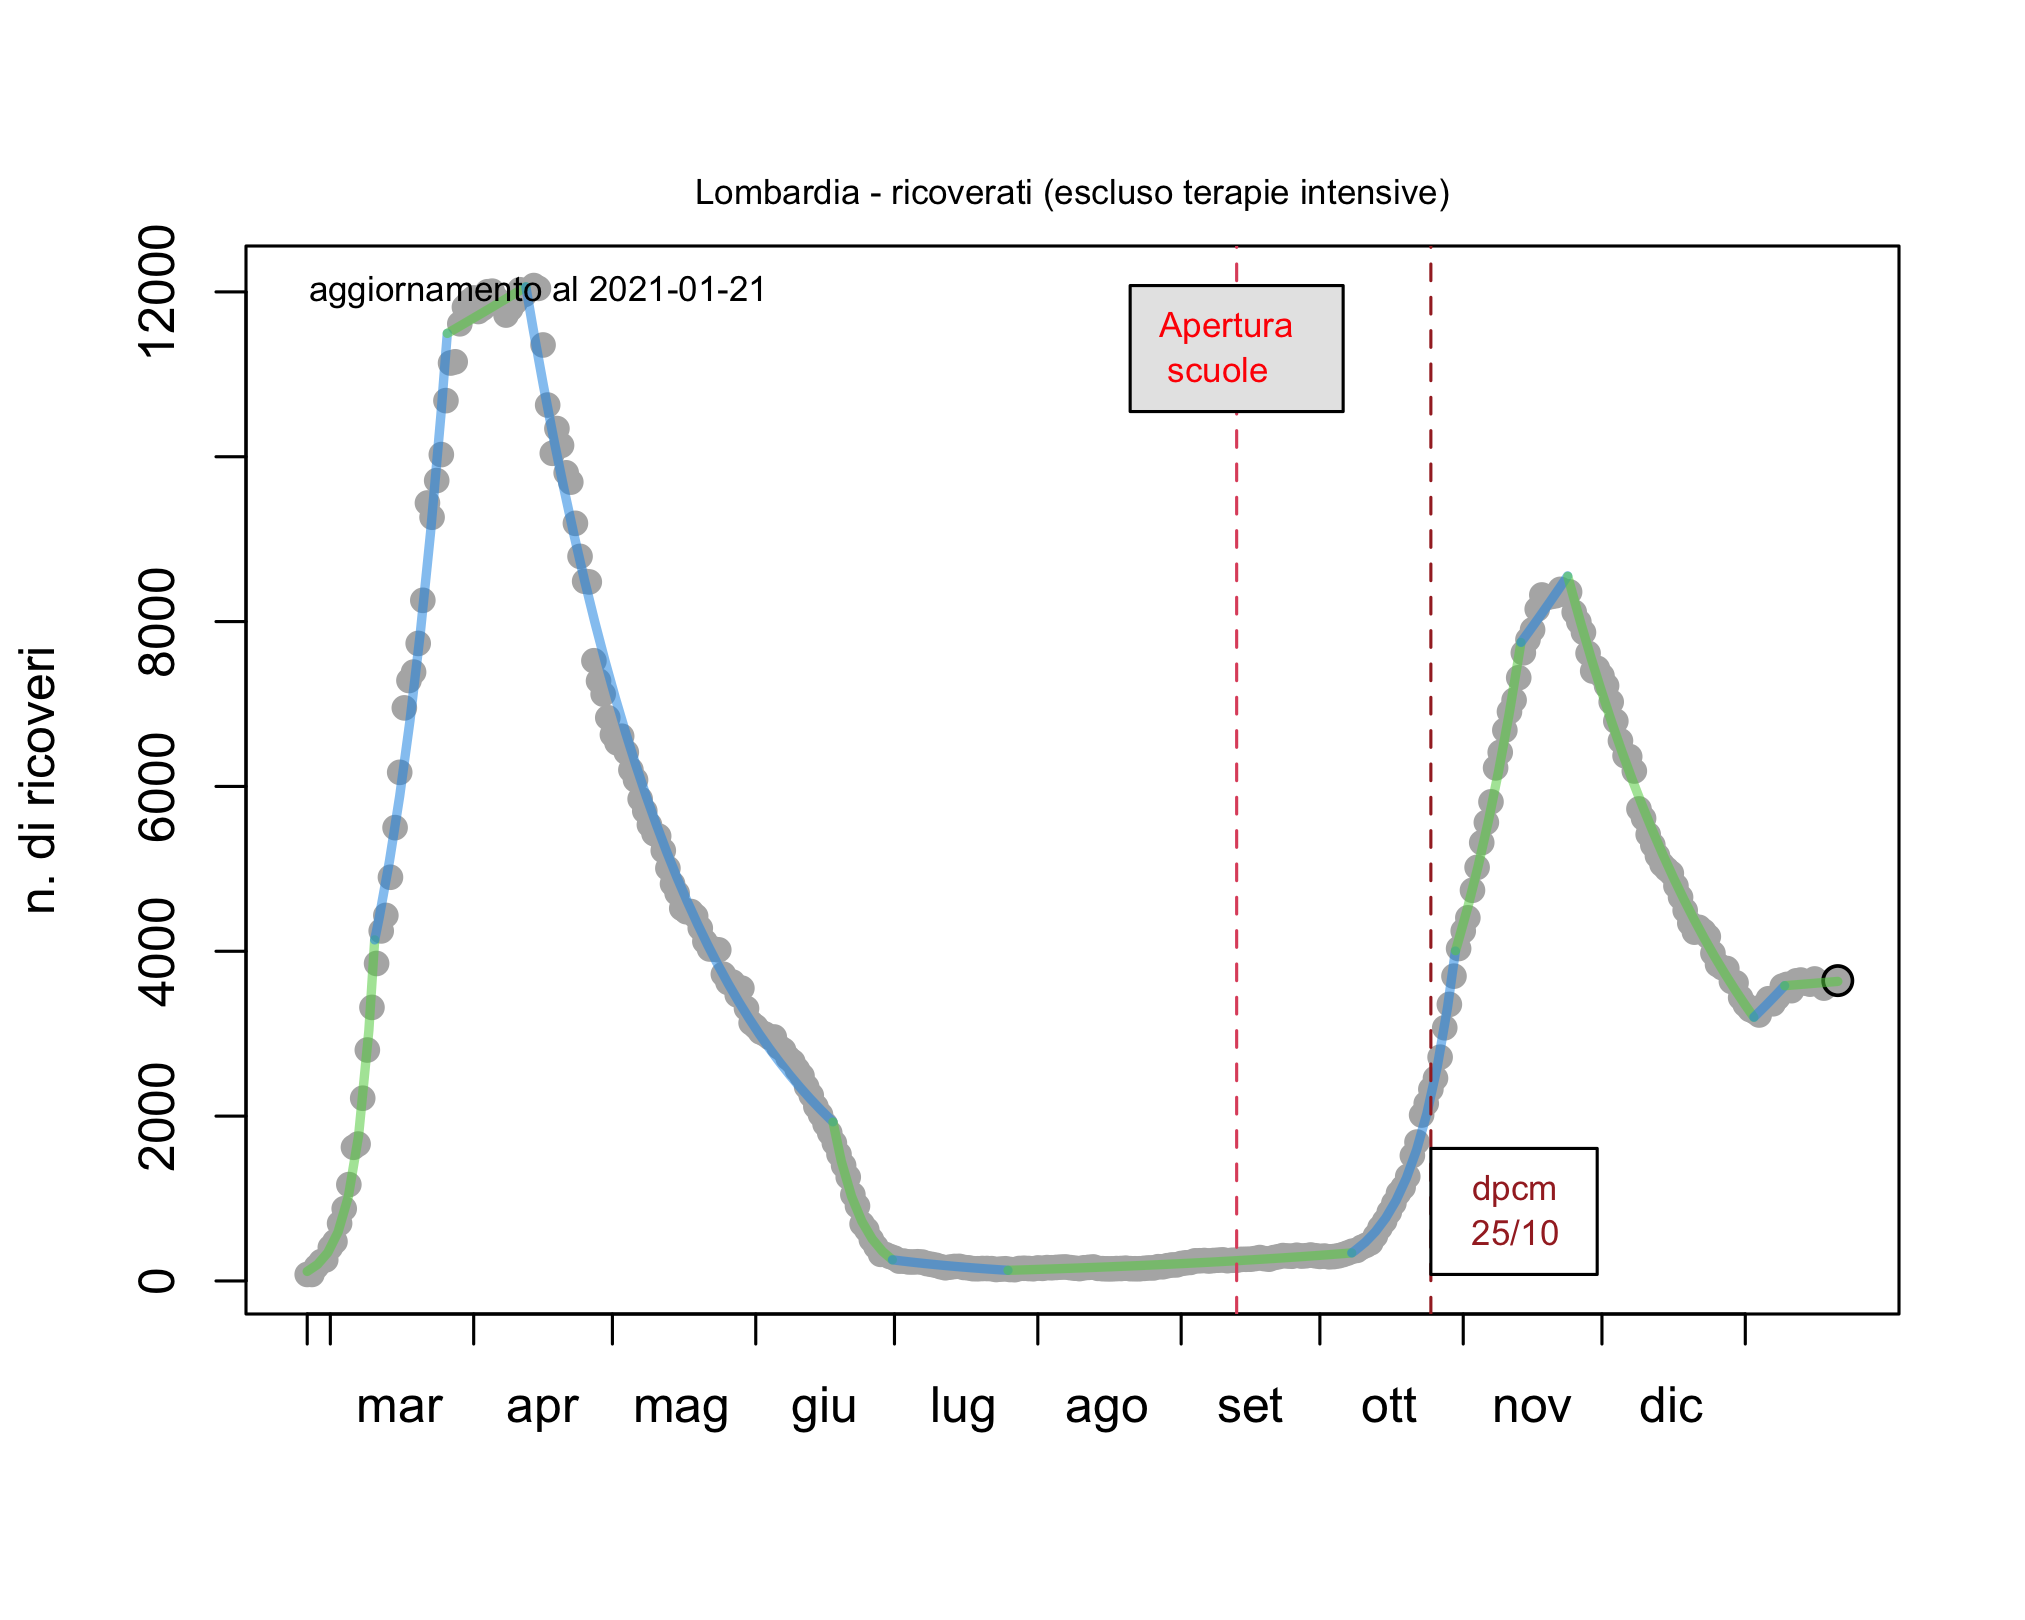 Lombardia - ricoverati (escluso terapie intensive)
aggiornamento al 2021-01-21
Apertura
scuole
dpcm
25/10
n. di ricoveri
12000
8000
6000
4000
2000
0
mar apr mag giu lug ago set ott nov dic